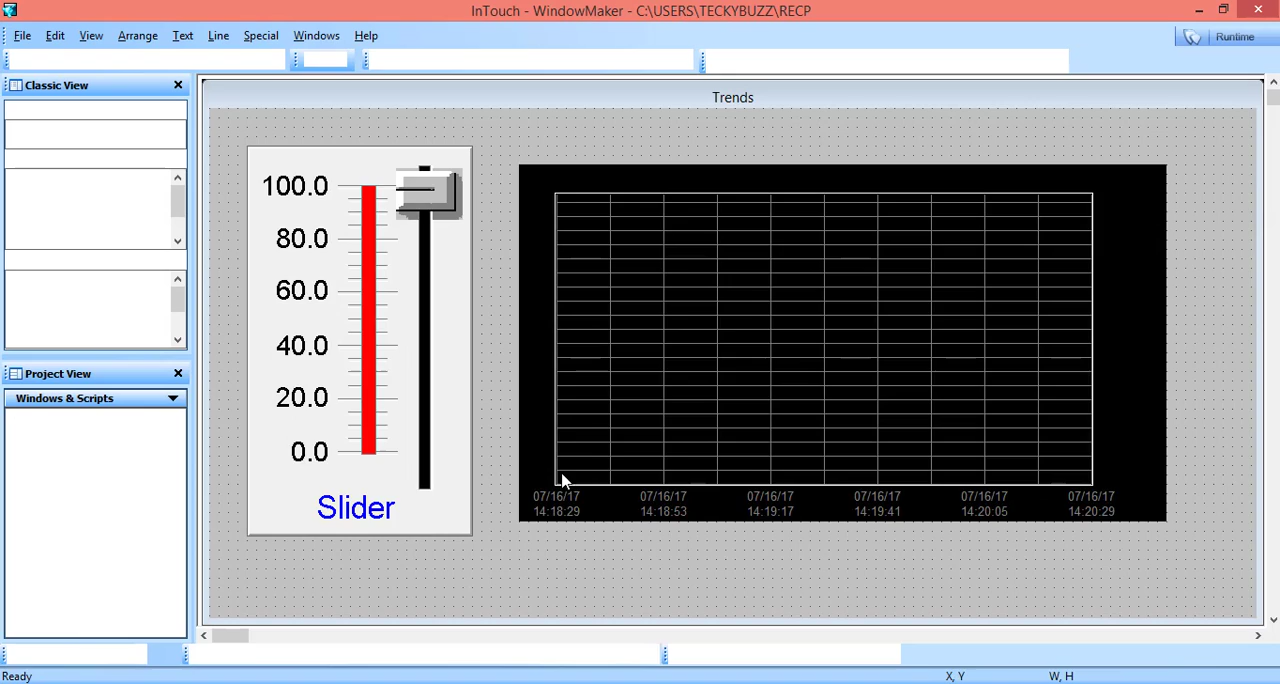 InTouch - WindowMaker - C:\USERS\TECKYBUZZ\RECP
File Edit View Arrange Text Line Special Windows Help
Runtime
Classic View
Project View
Windows & Scripts
Trends
100.0
80.0
60.0
40.0
20.0
0.0
Slider
07/16/17 07/16/17 07/16/17 07/16/17 07/16/17 07/16/17
14:18:29 14:18:53 14:19:17 14:19:41 14:20:05 14:20:29
Ready X, Y W, H